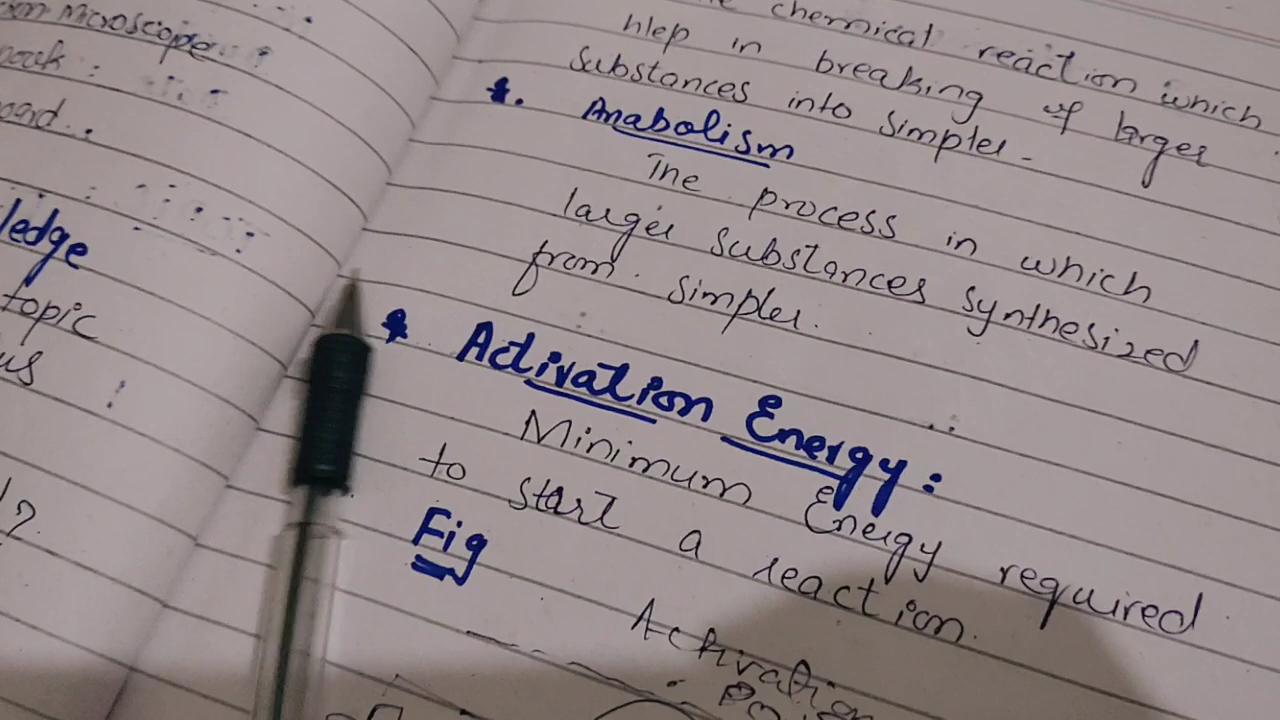 Microscope
ledge
topic
us
?
chemical reaction which
hlep in breaking of larger
Substances into Simpler.
*. Anabolism
The process in which
larger substances synthesized
from simpler.
* Activation Energy:
Minimum Energy required
to start a reaction.
Fig
Activation